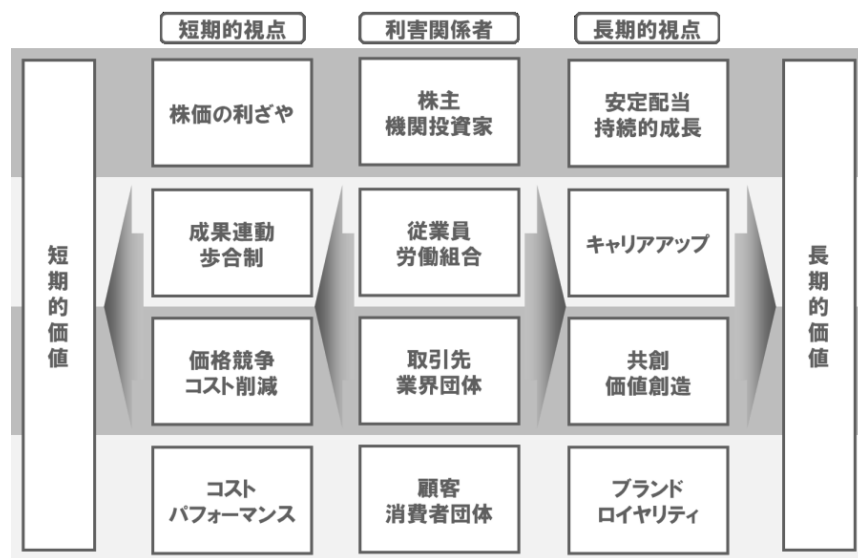 短期的視点
利害関係者
長期的視点
短期的価値
株価の利ざや
株主
機関投資家
安定配当
持続的成長
成果連動
歩合制
従業員
労働組合
キャリアアップ
価格競争
コスト削減
取引先
業界団体
共創
価値創造
コスト
パフォーマンス
顧客
消費者団体
ブランド
ロイヤリティ
長期的価値